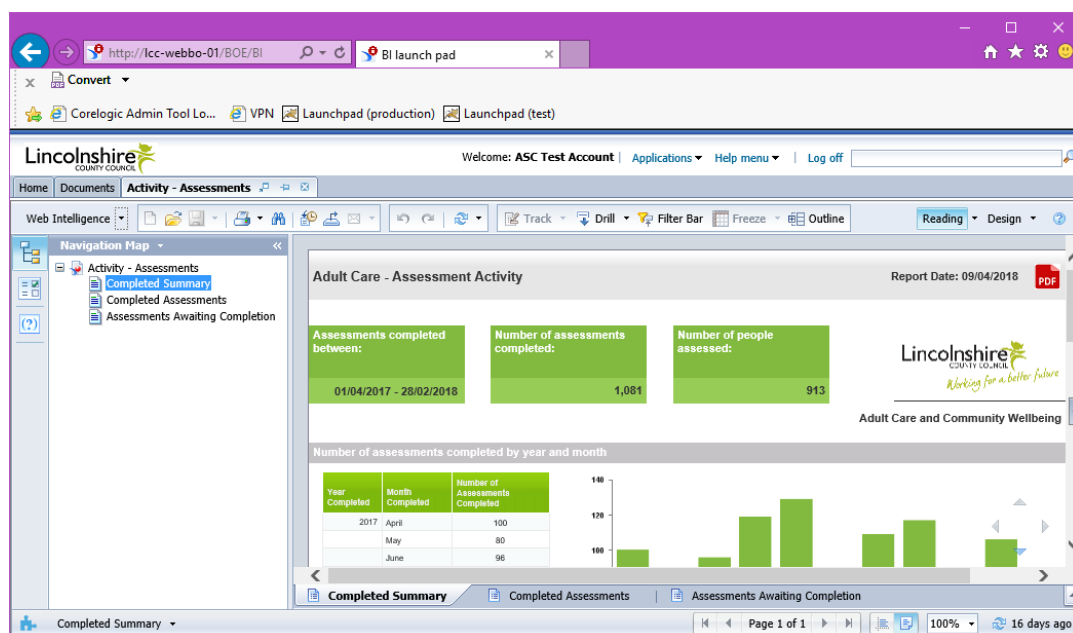 http://lcc-webbo-01/BOE/BI
BI launch pad
x Convert
Corelogic Admin Tool Lo... VPN Launchpad (production) Launchpad (test)
Lincolnshire
COUNTY COUNCIL
Welcome: ASC Test Account | Applications Help menu | Log off
Home Documents Activity - Assessments
Web Intelligence Track Drill Filter Bar Freeze Outline Reading Design
Navigation Map
Activity - Assessments
Completed Summary
Completed Assessments
Assessments Awaiting Completion
Adult Care - Assessment Activity
Report Date: 09/04/2018
PDF
Assessments completed
between:
01/04/2017 - 28/02/2018
Number of assessments
completed:
1,081
Number of people
assessed:
913
Lincolnshire
COUNTY COUNCIL
Working for a better future
Adult Care and Community Wellbeing
Number of assessments completed by year and month
Year
Completed
Month
Completed
Number of
Assessments
Completed
2017 April 100
May 80
June 96
140
120
100
Completed Summary Completed Assessments | Assessments Awaiting Completion
Completed Summary Page 1 of 1 100% 16 days ago